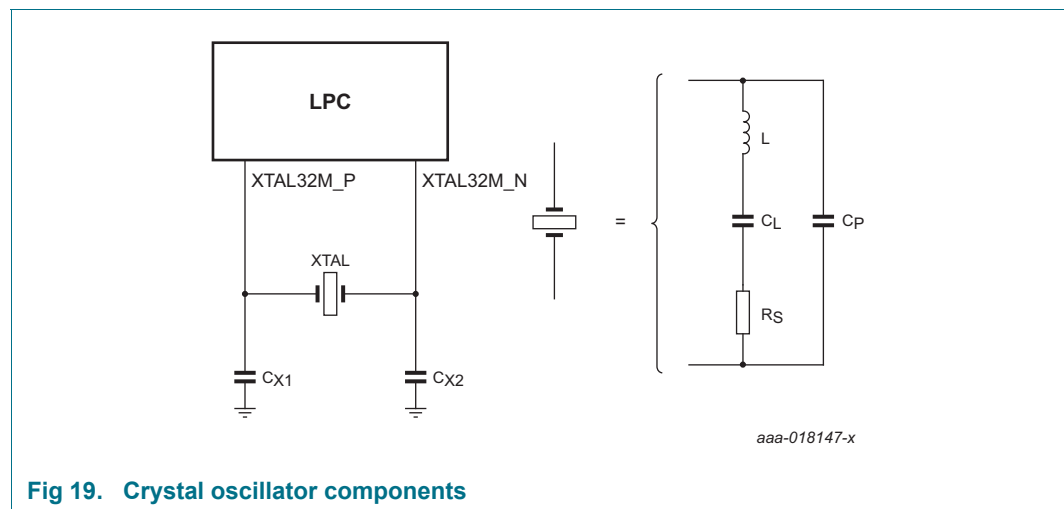 LPC
XTAL32M_P XTAL32M_N
XTAL
CX1 CX2
=
L
CL CP
RS
aaa-018147-x
Fig 19. Crystal oscillator components